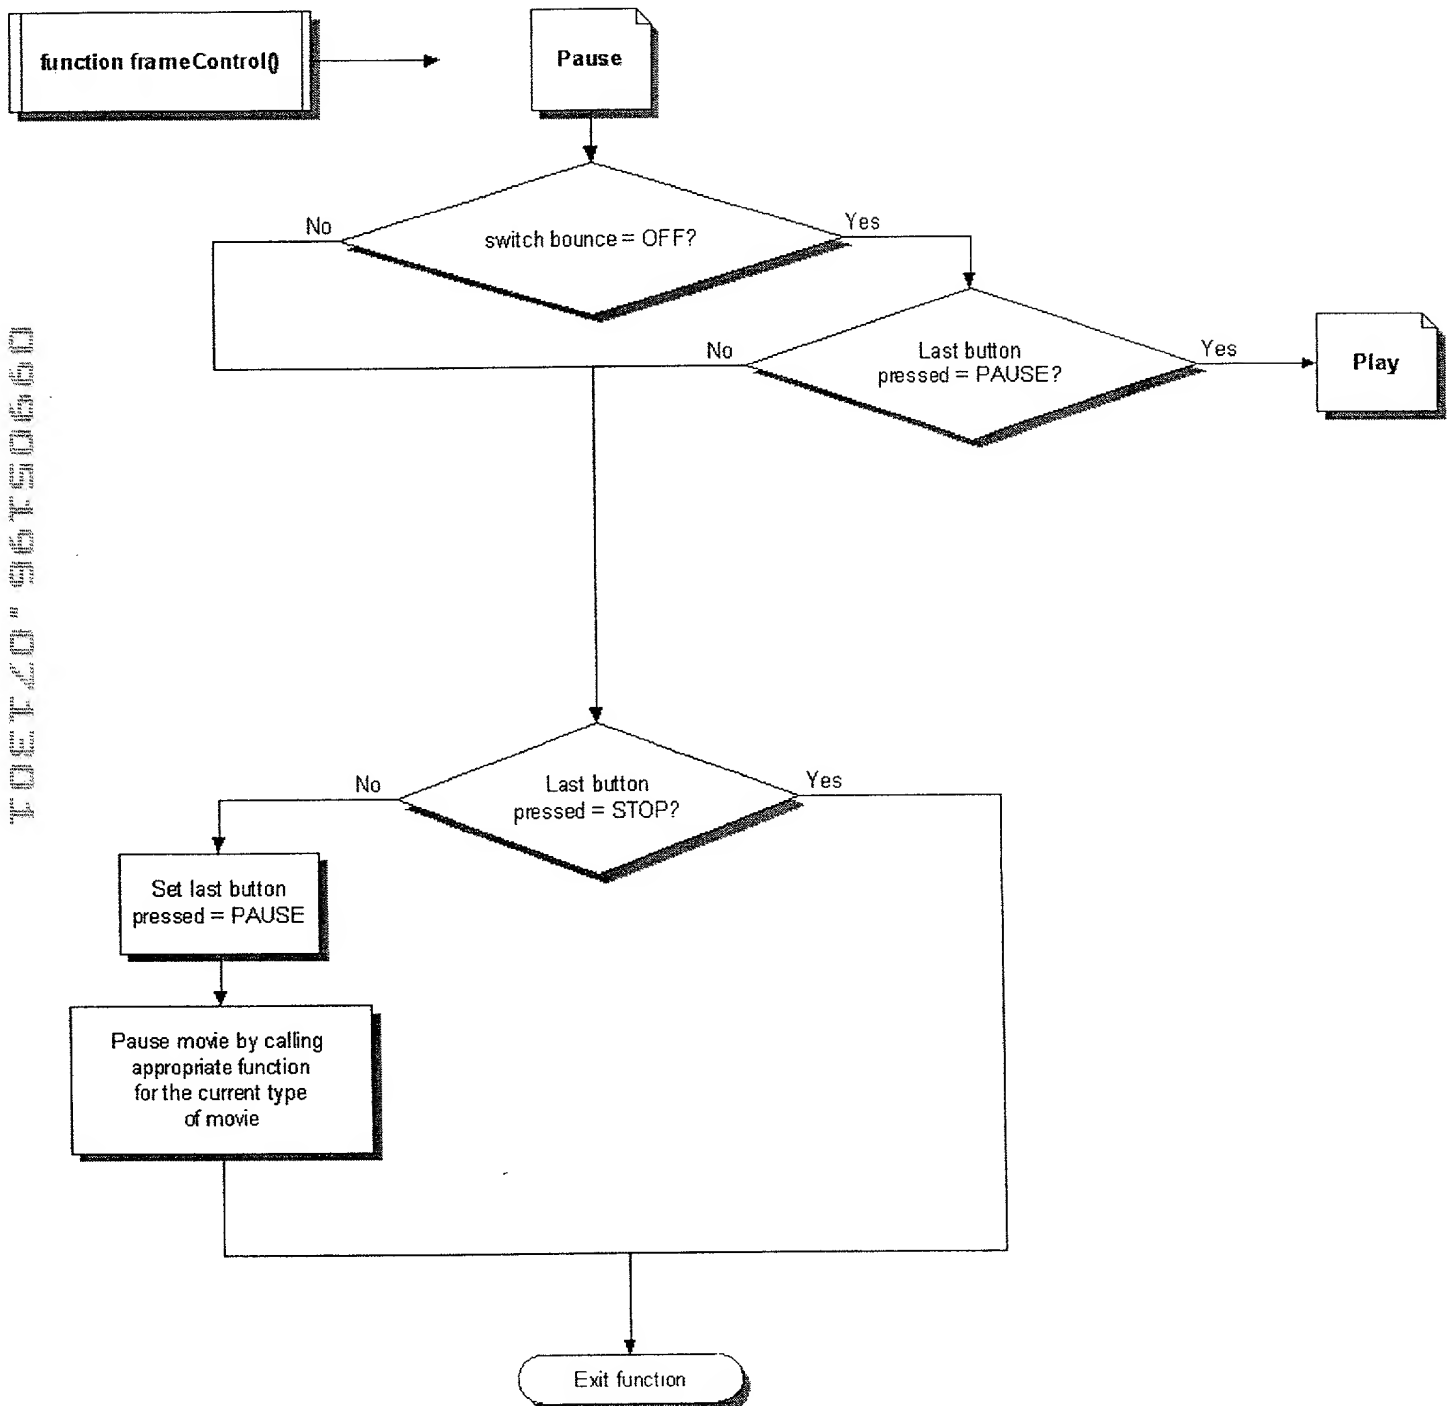 function frameControl()
Pause
No
switch bounce = OFF?
Yes
No
Last button
pressed = PAUSE?
Yes
Play
No
Last button
pressed = STOP?
Yes
Set last button
pressed = PAUSE
Pause movie by calling
appropriate function
for the current type
of movie
Exit function